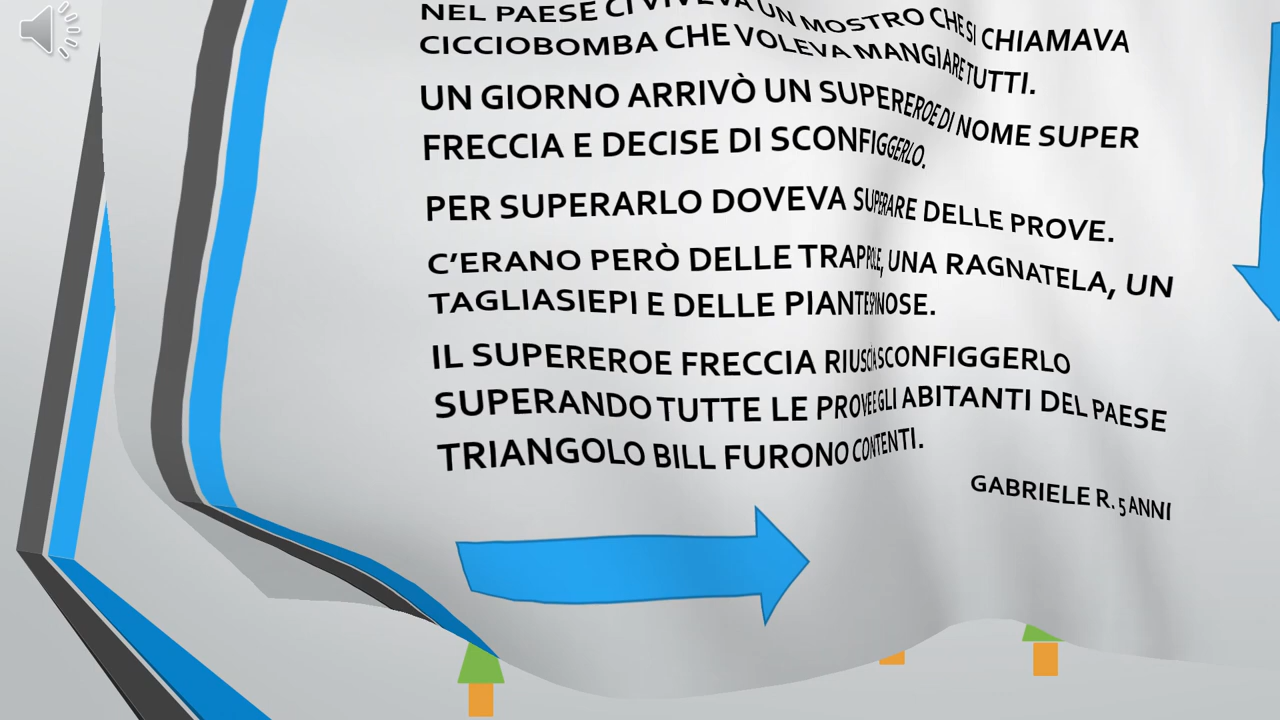 NEL PAESE CI VIVEVA UN MOSTRO CHE SI CHIAMAVA
CICCIOBOMBA CHE VOLEVA MANGIARE TUTTI.
UN GIORNO ARRIVÒ UN SUPEREROE DI NOME SUPER
FRECCIA E DECISE DI SCONFIGGERLO.
PER SUPERARLO DOVEVA SUPERARE DELLE PROVE.
C'ERANO PERÒ DELLE TRAPPOLE, UNA RAGNATELA, UN
TAGLIASIEPI E DELLE PIANTE SPINOSE.
IL SUPEREROE FRECCIA RIUSCÌ A SCONFIGGERLO
SUPERANDO TUTTE LE PROVE E GLI ABITANTI DEL PAESE
TRIANGOLO BILL FURONO CONTENTI.
GABRIELE R. 5 ANNI